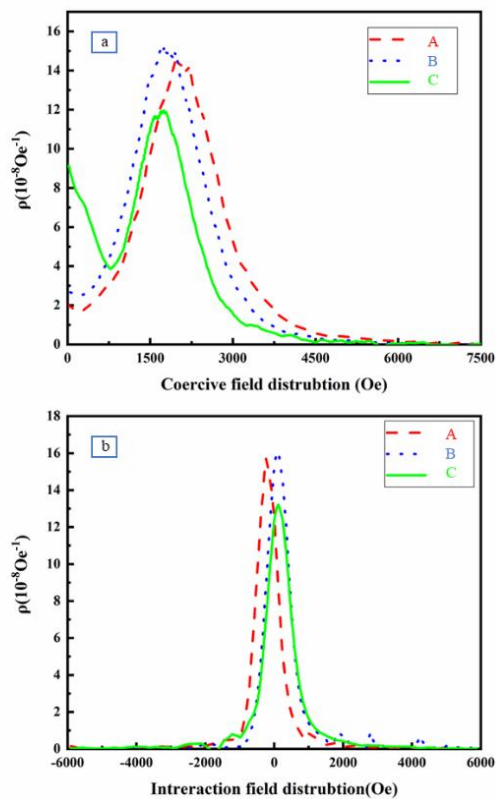 a
A
B
C
16
14
12
10
8
6
4
2
0
ρ(10⁻⁸Oe⁻¹)
0 1500 3000 4500 6000 7500
Coercive field distrubtion (Oe)
b
A
B
C
18
16
14
12
10
8
6
4
2
0
ρ(10⁻⁸Oe⁻¹)
-6000 -4000 -2000 0 2000 4000 6000
Intreraction field distrubtion(Oe)